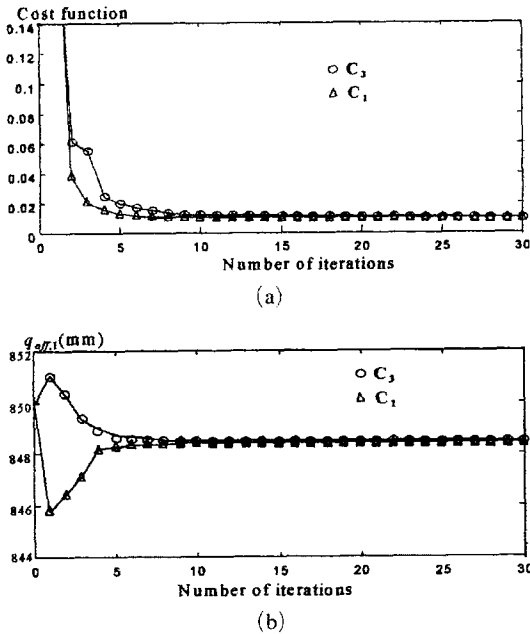 Cost function
0.14
0.12
0.1
0.08
0.06
0.04
0.02
0
C₃
C₁
0 5 10 15 20 25 30
Number of iterations
(a)
q_off,1(mm)
852
850
848
846
844
C₃
C₁
0 5 10 15 20 25 30
Number of iterations
(b)